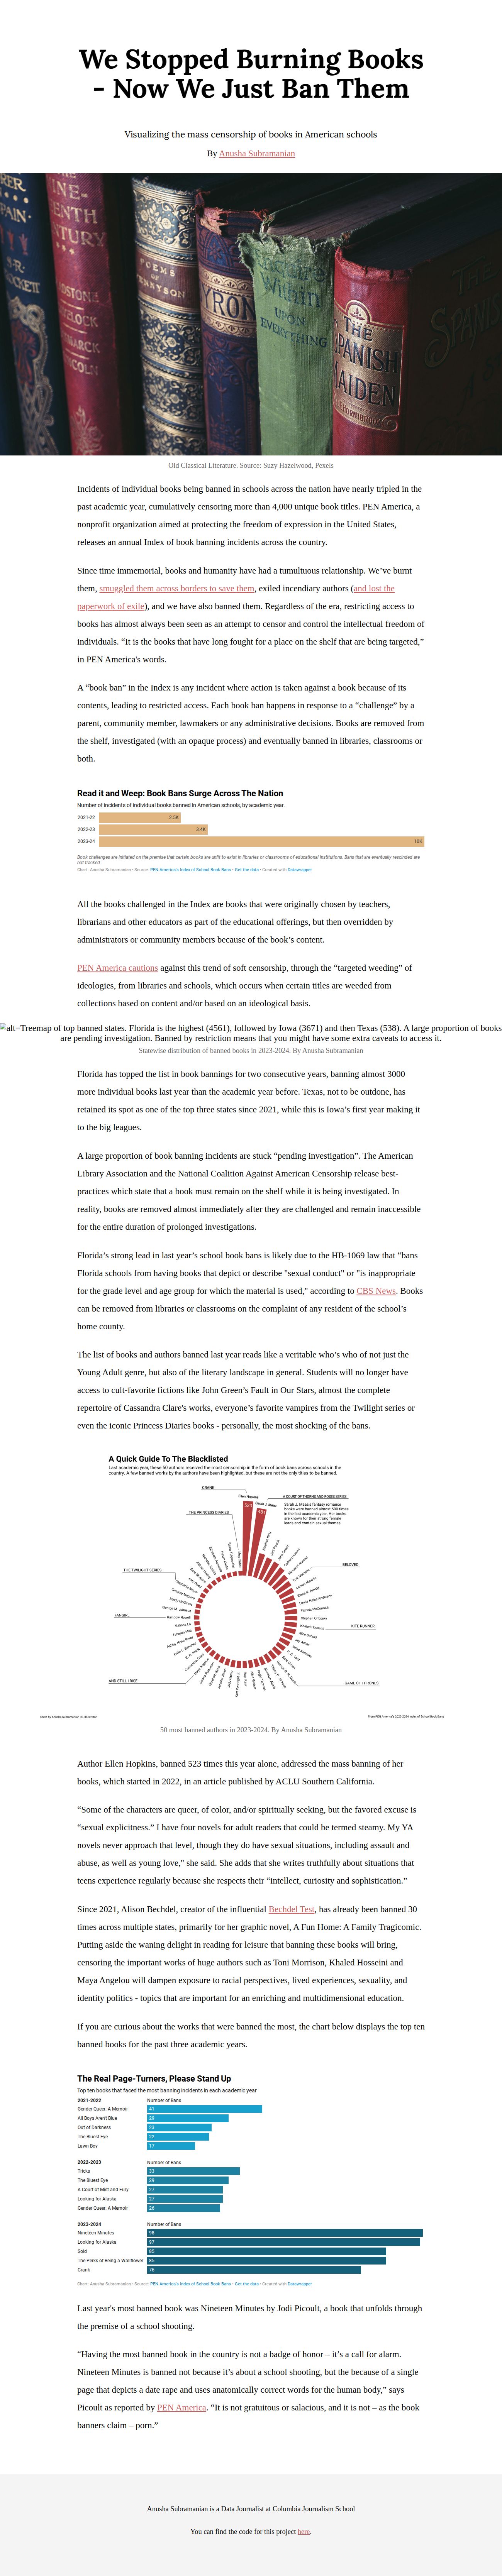 We Stopped Burning Books
- Now We Just Ban Them
Visualizing the mass censorship of books in American schools
By Anusha Subramanian
Old Classical Literature. Source: Suzy Hazelwood, Pexels
Incidents of individual books being banned in schools across the nation have nearly tripled in the
past academic year, cumulatively censoring more than 4,000 unique book titles. PEN America, a
nonprofit organization aimed at protecting the freedom of expression in the United States,
releases an annual Index of book banning incidents across the country.
Since time immemorial, books and humanity have had a tumultuous relationship. We’ve burnt
them, smuggled them across borders to save them, exiled incendiary authors (and lost the
paperwork of exile), and we have also banned them. Regardless of the era, restricting access to
books has almost always been seen as an attempt to censor and control the intellectual freedom of
individuals. “It is the books that have long fought for a place on the shelf that are being targeted,”
in PEN America's words.
A “book ban” in the Index is any incident where action is taken against a book because of its
contents, leading to restricted access. Each book ban happens in response to a “challenge” by a
parent, community member, lawmakers or any administrative decisions. Books are removed from
the shelf, investigated (with an opaque process) and eventually banned in libraries, classrooms or
both.
Read it and Weep: Book Bans Surge Across The Nation
Number of incidents of individual books banned in American schools, by academic year.
2021-22 2.5K
2022-23 3.4K
2023-24 10K
Book challenges are initiated on the premise that certain books are unfit to exist in libraries or classrooms of educational institutions. Bans that are eventually rescinded are
not tracked
Chart: Anusha Subramanian • Source: PEN America's Index of School Book Bans • Get the data • Created with Datawrapper
All the books challenged in the Index are books that were originally chosen by teachers,
librarians and other educators as part of the educational offerings, but then overridden by
administrators or community members because of the book’s content.
PEN America cautions against this trend of soft censorship, through the “targeted weeding” of
ideologies, from libraries and schools, which occurs when certain titles are weeded from
collections based on content and/or based on an ideological basis.
alt=Treemap of top banned states. Florida is the highest (4561), followed by Iowa (3671) and then Texas (538). A large proportion of books
are pending investigation. Banned by restriction means that you might have some extra caveats to access it.
Statewise distribution of banned books in 2023-2024. By Anusha Subramanian
Florida has topped the list in book bannings for two consecutive years, banning almost 3000
more individual books last year than the academic year before. Texas, not to be outdone, has
retained its spot as one of the top three states since 2021, while this is Iowa’s first year making it
to the big leagues.
A large proportion of book banning incidents are stuck “pending investigation”. The American
Library Association and the National Coalition Against American Censorship release best-
practices which state that a book must remain on the shelf while it is being investigated. In
reality, books are removed almost immediately after they are challenged and remain inaccessible
for the entire duration of prolonged investigations.
Florida’s strong lead in last year’s school book bans is likely due to the HB-1069 law that “bans
Florida schools from having books that depict or describe "sexual conduct" or "is inappropriate
for the grade level and age group for which the material is used," according to CBS News. Books
can be removed from libraries or classrooms on the complaint of any resident of the school’s
home county.
The list of books and authors banned last year reads like a veritable who’s who of not just the
Young Adult genre, but also of the literary landscape in general. Students will no longer have
access to cult-favorite fictions like John Green’s Fault in Our Stars, almost the complete
repertoire of Cassandra Clare's works, everyone’s favorite vampires from the Twilight series or
even the iconic Princess Diaries books - personally, the most shocking of the bans.
A Quick Guide To The Blacklisted
Last academic year, these 50 authors received the most censorship in the form of book bans across schools in the
country. A few banned works by the authors have been highlighted, but these are not the only titles to be banned.
CRANK
Ellen Hopkins
Sarah J. Maas
A COURT OF THORNS AND ROSES SERIES
Sarah J. Maas's fantasy romance
books were banned almost 500 times
in the last academic year. Her books
are known for their strong female
leads and contain sexual themes.
THE PRINCESS DIARIES
THE TWILIGHT SERIES
BELOVED
FANGIRL
KITE RUNNER
AND STILL I RISE
GAME OF THRONES
Chart by Anusha Subramanian
50 most banned authors in 2023-2024. By Anusha Subramanian
Author Ellen Hopkins, banned 523 times this year alone, addressed the mass banning of her
books, which started in 2022, in an article published by ACLU Southern California.
“Some of the characters are queer, of color, and/or spiritually seeking, but the favored excuse is
“sexual explicitness.” I have four novels for adult readers that could be termed steamy. My YA
novels never approach that level, though they do have sexual situations, including assault and
abuse, as well as young love,” she said. She adds that she writes truthfully about situations that
teens experience regularly because she respects their “intellect, curiosity and sophistication.”
Since 2021, Alison Bechdel, creator of the influential Bechdel Test, has already been banned 30
times across multiple states, primarily for her graphic novel, A Fun Home: A Family Tragicomic.
Putting aside the waning delight in reading for leisure that banning these books will bring,
censoring the important works of huge authors such as Toni Morrison, Khaled Hosseini and
Maya Angelou will dampen exposure to racial perspectives, lived experiences, sexuality, and
identity politics - topics that are important for an enriching and multidimensional education.
If you are curious about the works that were banned the most, the chart below displays the top ten
banned books for the past three academic years.
The Real Page-Turners, Please Stand Up
Top ten books that faced the most banning incidents in each academic year
2021-2022 Number of Bans
Gender Queer: A Memoir 41
All Boys Aren't Blue 29
Out of Darkness 23
The Bluest Eye 22
Lawn Boy 17
2022-2023 Number of Bans
Tricks 33
The Bluest Eye 29
A Court of Mist and Fury 27
Looking for Alaska 27
Gender Queer: A Memoir 26
2023-2024 Number of Bans
Nineteen Minutes 98
Looking for Alaska 97
Sold 85
The Perks of Being a Wallflower 85
Crank 76
Chart: Anusha Subramanian • Source: PEN America's Index of School Book Bans • Get the data • Created with Datawrapper
Last year's most banned book was Nineteen Minutes by Jodi Picoult, a book that unfolds through
the premise of a school shooting.
“Having the most banned book in the country is not a badge of honor – it’s a call for alarm.
Nineteen Minutes is banned not because it’s about a school shooting, but the because of a single
page that depicts a date rape and uses anatomically correct words for the human body,” says
Picoult as reported by PEN America. “It is not gratuitous or salacious, and it is not – as the book
banners claim – porn.”
Anusha Subramanian is a Data Journalist at Columbia Journalism School
You can find the code for this project here.